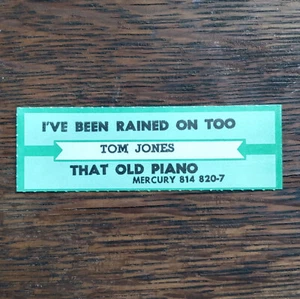 I'VE BEEN RAINED ON TOO
TOM JONES
THAT OLD PIANO
MERCURY 814 820-7